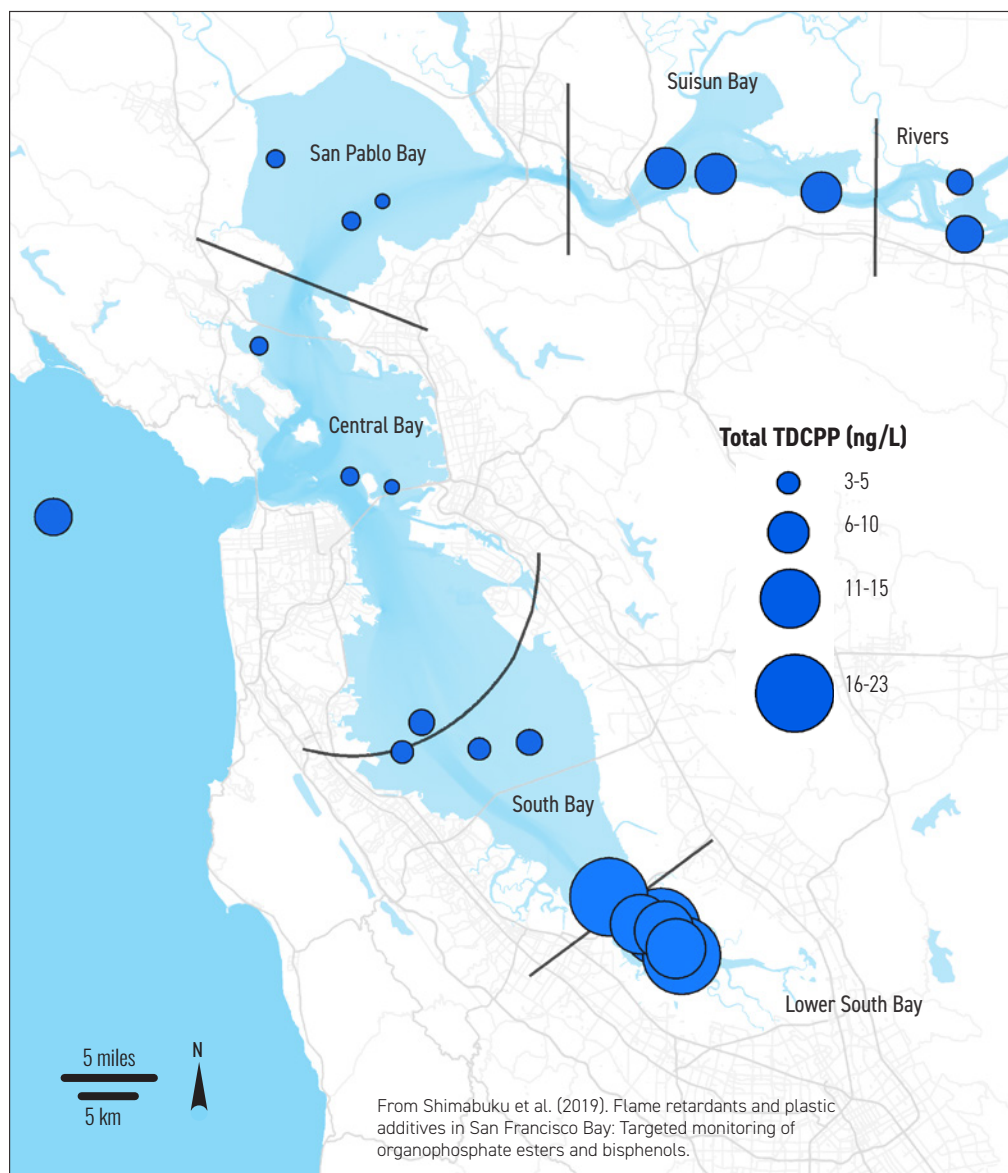 Suisun Bay
Rivers
San Pablo Bay
Central Bay
Total TDCPP (ng/L)
3-5
6-10
11-15
16-23
South Bay
Lower South Bay
5 miles
5 km
N
From Shimabuku et al. (2019). Flame retardants and plastic
additives in San Francisco Bay: Targeted monitoring of
organophosphate esters and bisphenols.